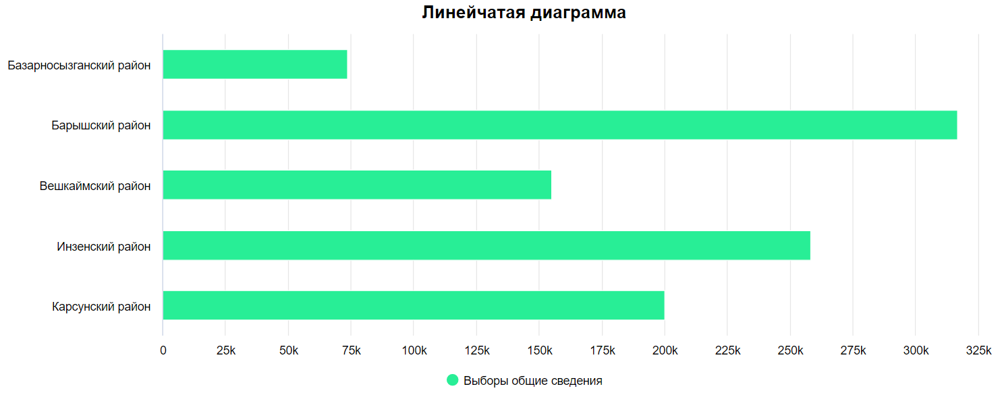 Линейчатая диаграмма
Базарносызганский район
Барышский район
Вешкаймский район
Инзенский район
Карсунский район
0 25k 50k 75k 100k 125k 150k 175k 200k 225k 250k 275k 300k 325k
Выборы общие сведения